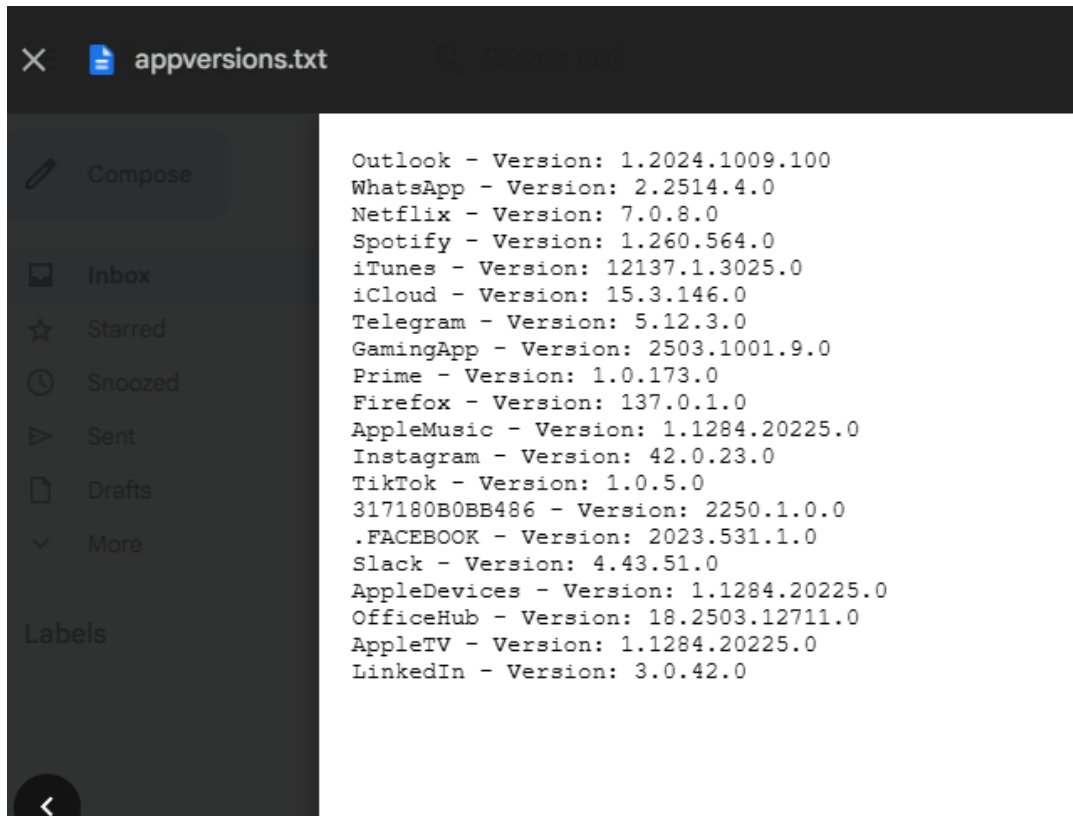 appversions.txt
Search mail
Compose
Inbox
Starred
Snoozed
Sent
Drafts
More
Labels
Outlook - Version: 1.2024.1009.100
WhatsApp - Version: 2.2514.4.0
Netflix - Version: 7.0.8.0
Spotify - Version: 1.260.564.0
iTunes - Version: 12137.1.3025.0
iCloud - Version: 15.3.146.0
Telegram - Version: 5.12.3.0
GamingApp - Version: 2503.1001.9.0
Prime - Version: 1.0.173.0
Firefox - Version: 137.0.1.0
AppleMusic - Version: 1.1284.20225.0
Instagram - Version: 42.0.23.0
TikTok - Version: 1.0.5.0
317180B0BB486 - Version: 2250.1.0.0
.FACEBOOK - Version: 2023.531.1.0
Slack - Version: 4.43.51.0
AppleDevices - Version: 1.1284.20225.0
OfficeHub - Version: 18.2503.12711.0
AppleTV - Version: 1.1284.20225.0
LinkedIn - Version: 3.0.42.0